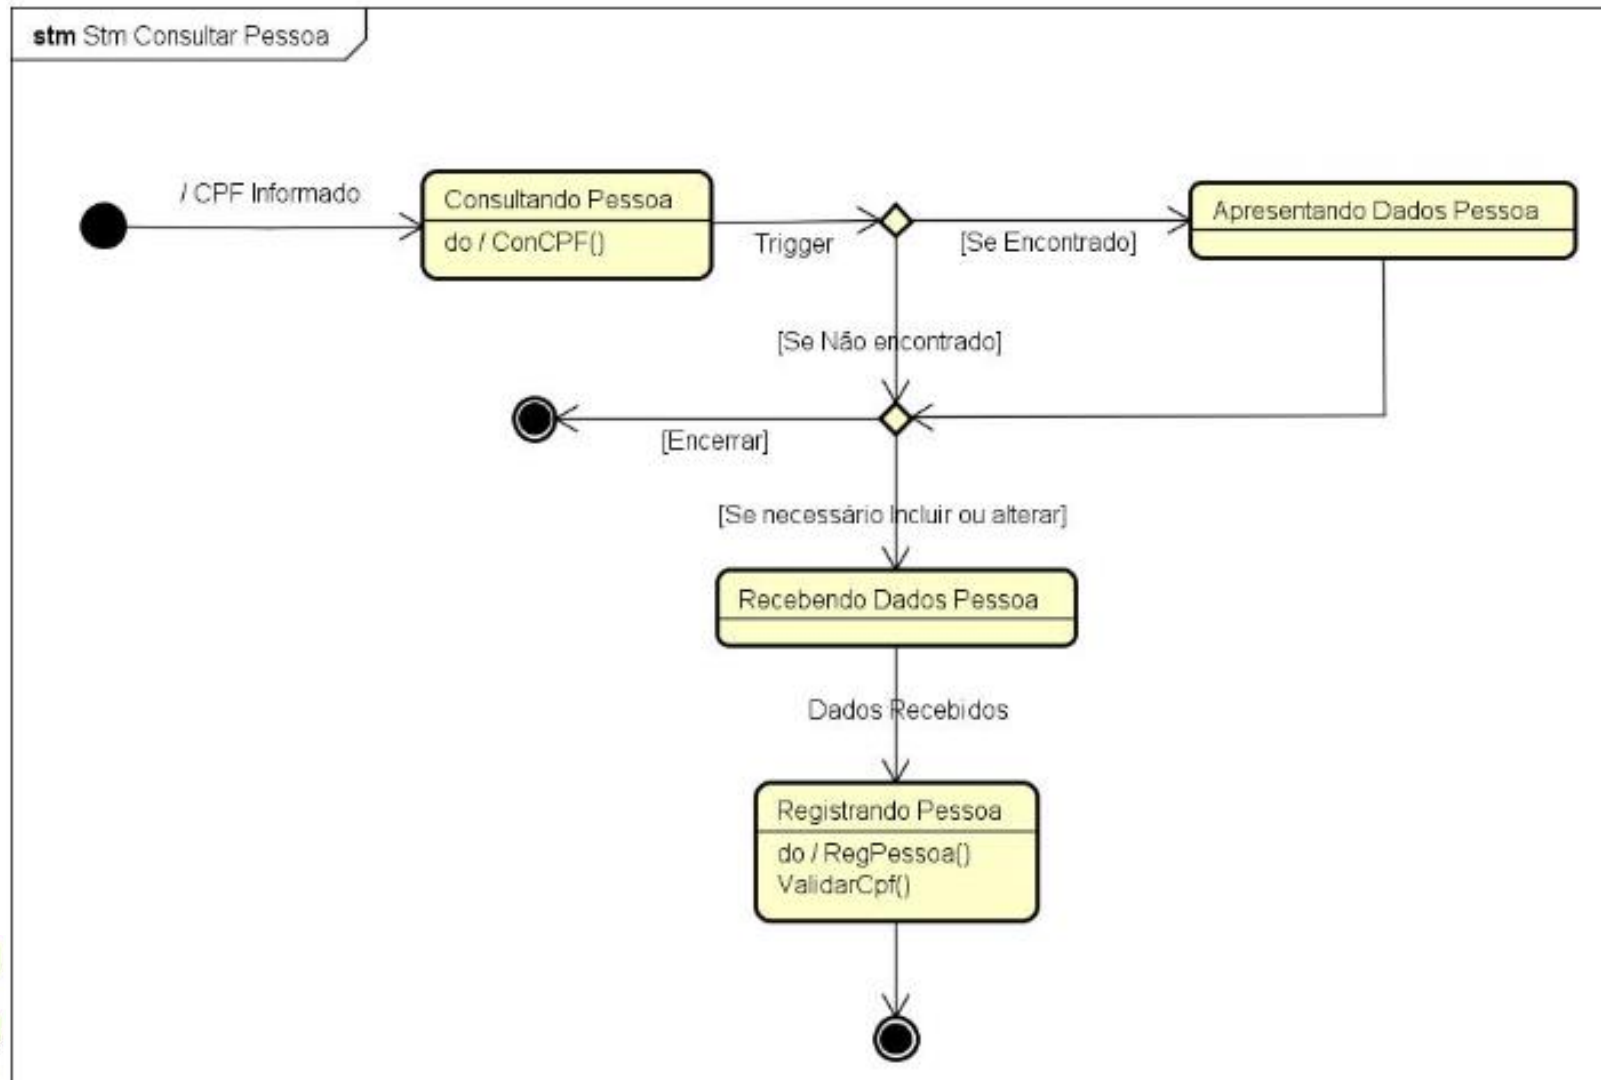 stm Stm Consultar Pessoa
/ CPF Informado
Consultando Pessoa
do / ConCPF()
Trigger
[Se Encontrado]
Apresentando Dados Pessoa
[Se Não encontrado]
[Encerrar]
[Se necessário Incluir ou alterar]
Recebendo Dados Pessoa
Dados Recebidos
Registrando Pessoa
do / RegPessoa()
ValidarCpf()